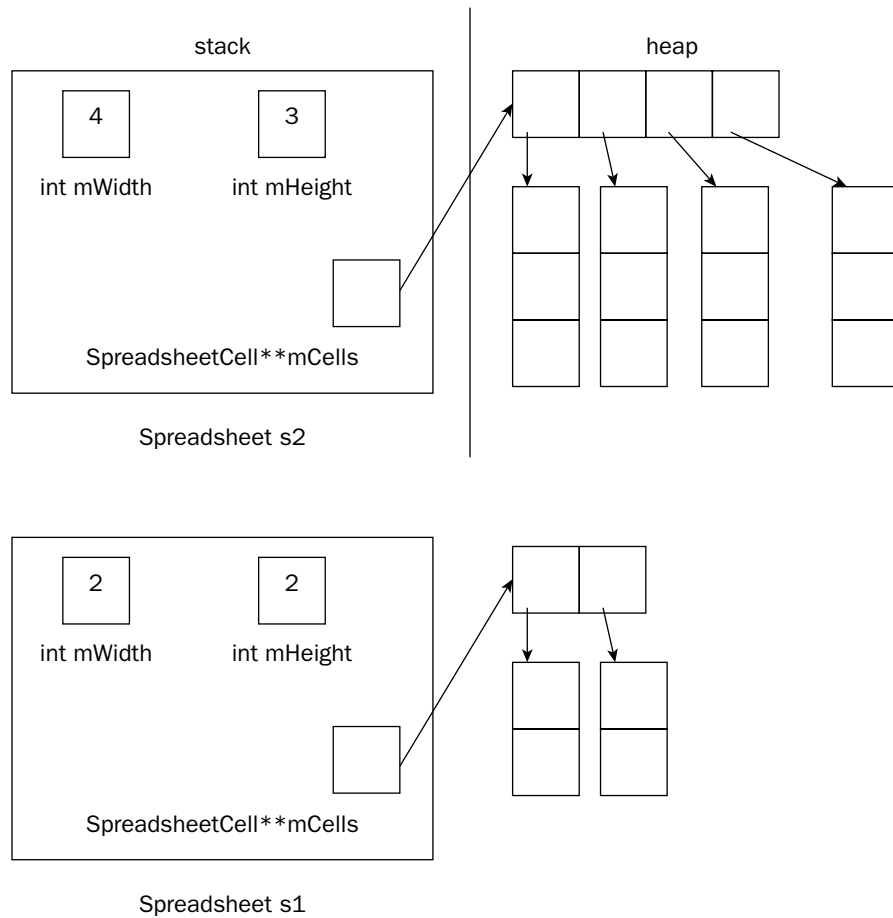 stack
heap
4
3
int mWidth
int mHeight
SpreadsheetCell**mCells
Spreadsheet s2
2
2
int mWidth
int mHeight
SpreadsheetCell**mCells
Spreadsheet s1